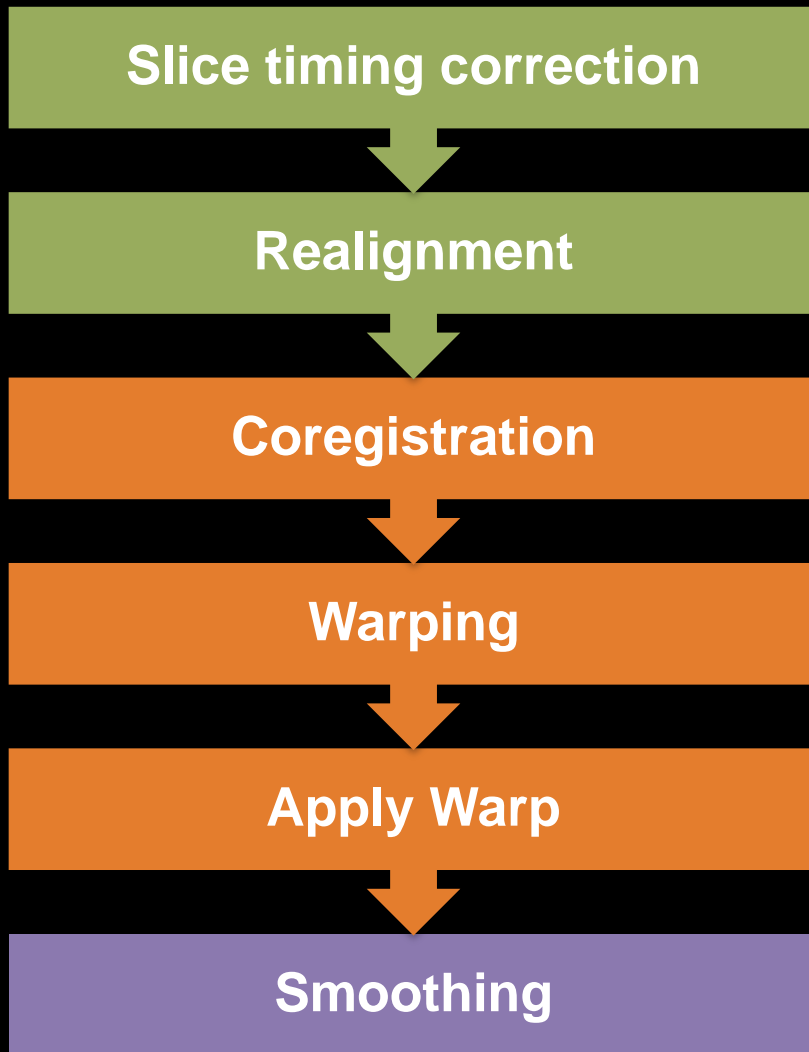 Slice timing correction
Realignment
Coregistration
Warping
Apply Warp
Smoothing